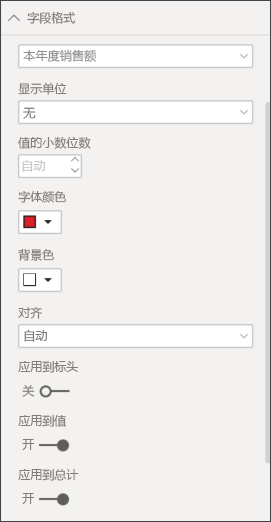 字段格式
本年度销售额
显示单位
无
值的小数位数
自动
字体颜色
背景色
对齐
自动
应用到标头
关
应用到值
开
应用到总计
开